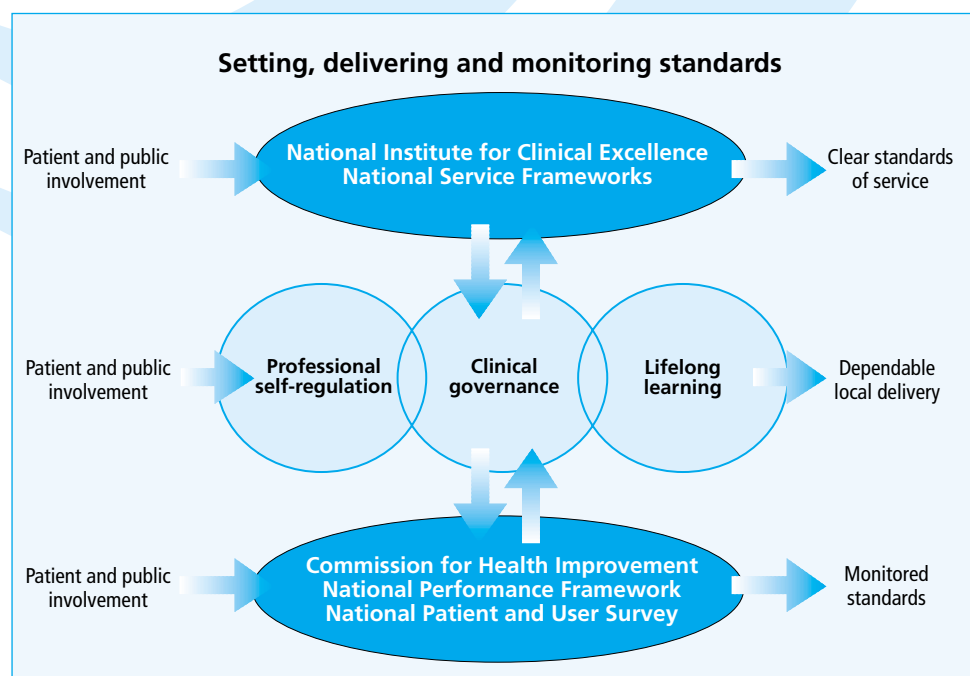 Setting, delivering and monitoring standards
Patient and public
involvement
National Institute for Clinical Excellence
National Service Frameworks
Clear standards
of service
Patient and public
involvement
Professional
self-regulation
Clinical
governance
Lifelong
learning
Dependable
local delivery
Patient and public
involvement
Commission for Health Improvement
National Performance Framework
National Patient and User Survey
Monitored
standards